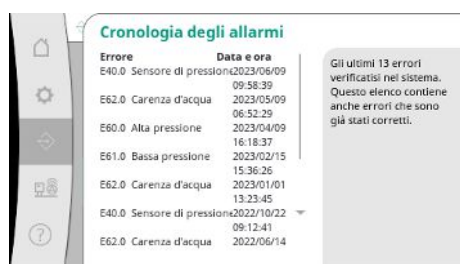 Cronologia degli allarmi
Errore Data e ora
E40.0 Sensore di pressione 2023/06/09
09:58:39
E62.0 Carenza d'acqua 2023/05/09
06:52:29
E60.0 Alta pressione 2023/04/09
16:18:37
E61.0 Bassa pressione 2023/02/15
15:36:26
E62.0 Carenza d'acqua 2023/01/01
13:23:45
E40.0 Sensore di pressione 2022/10/22
09:12:41
E62.0 Carenza d'acqua 2022/06/14
Gli ultimi 13 errori
verificatisi nel sistema.
Questo elenco contiene
anche errori che sono
già stati corretti.